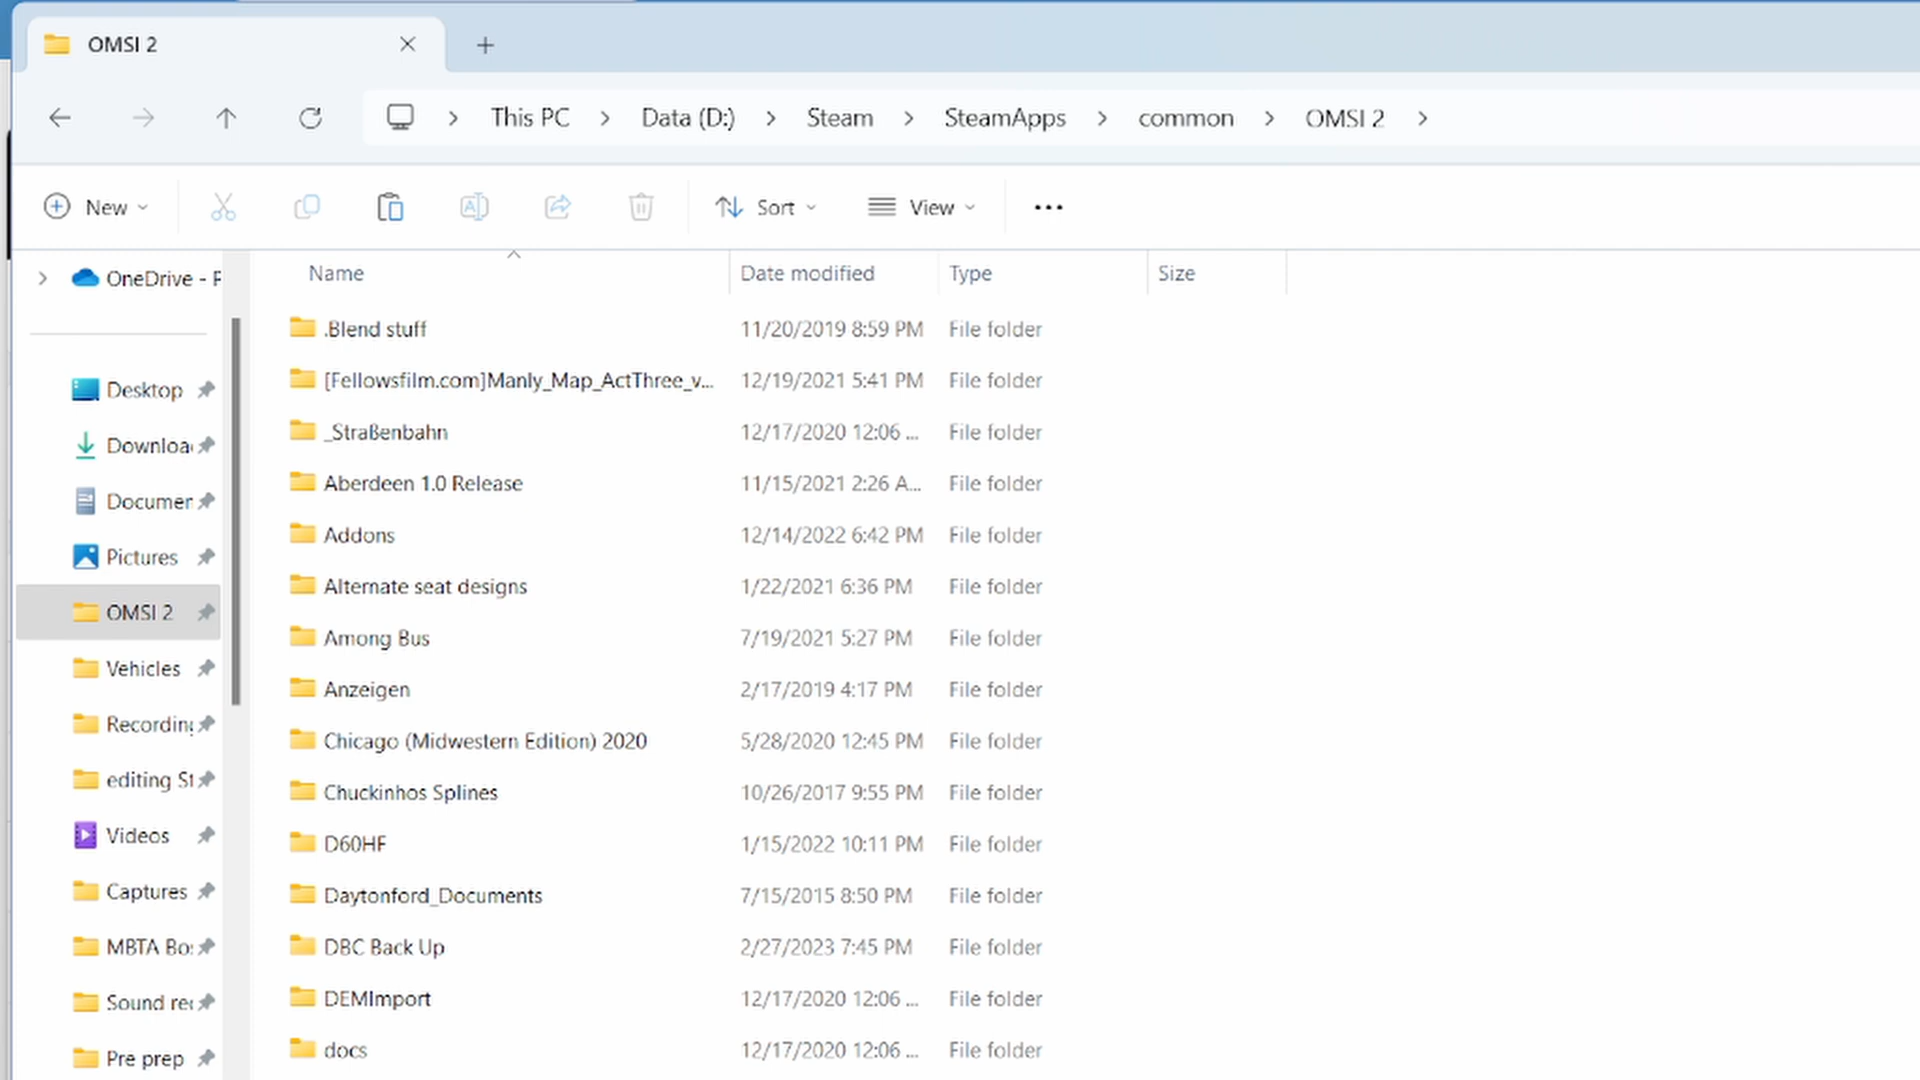 OMSI 2
This PC > Data (D:) > Steam > SteamApps > common > OMSI 2 >
New Sort View ...
OneDrive - P
Desktop
Downloa
Documen
Pictures
OMSI 2
Vehicles
Recording
editing St
Videos
Captures
MBTA Bos
Sound rec
Pre prep
Name Date modified Type Size
.Blend stuff 11/20/2019 8:59 PM File folder
[Fellowsfilm.com]Manly_Map_ActThree_v... 12/19/2021 5:41 PM File folder
_Straßenbahn 12/17/2020 12:06 ... File folder
Aberdeen 1.0 Release 11/15/2021 2:26 A... File folder
Addons 12/14/2022 6:42 PM File folder
Alternate seat designs 1/22/2021 6:36 PM File folder
Among Bus 7/19/2021 5:27 PM File folder
Anzeigen 2/17/2019 4:17 PM File folder
Chicago (Midwestern Edition) 2020 5/28/2020 12:45 PM File folder
Chuckinhos Splines 10/26/2017 9:55 PM File folder
D60HF 1/15/2022 10:11 PM File folder
Daytonford_Documents 7/15/2015 8:50 PM File folder
DBC Back Up 2/27/2023 7:45 PM File folder
DEMImport 12/17/2020 12:06 ... File folder
docs 12/17/2020 12:06 ... File folder